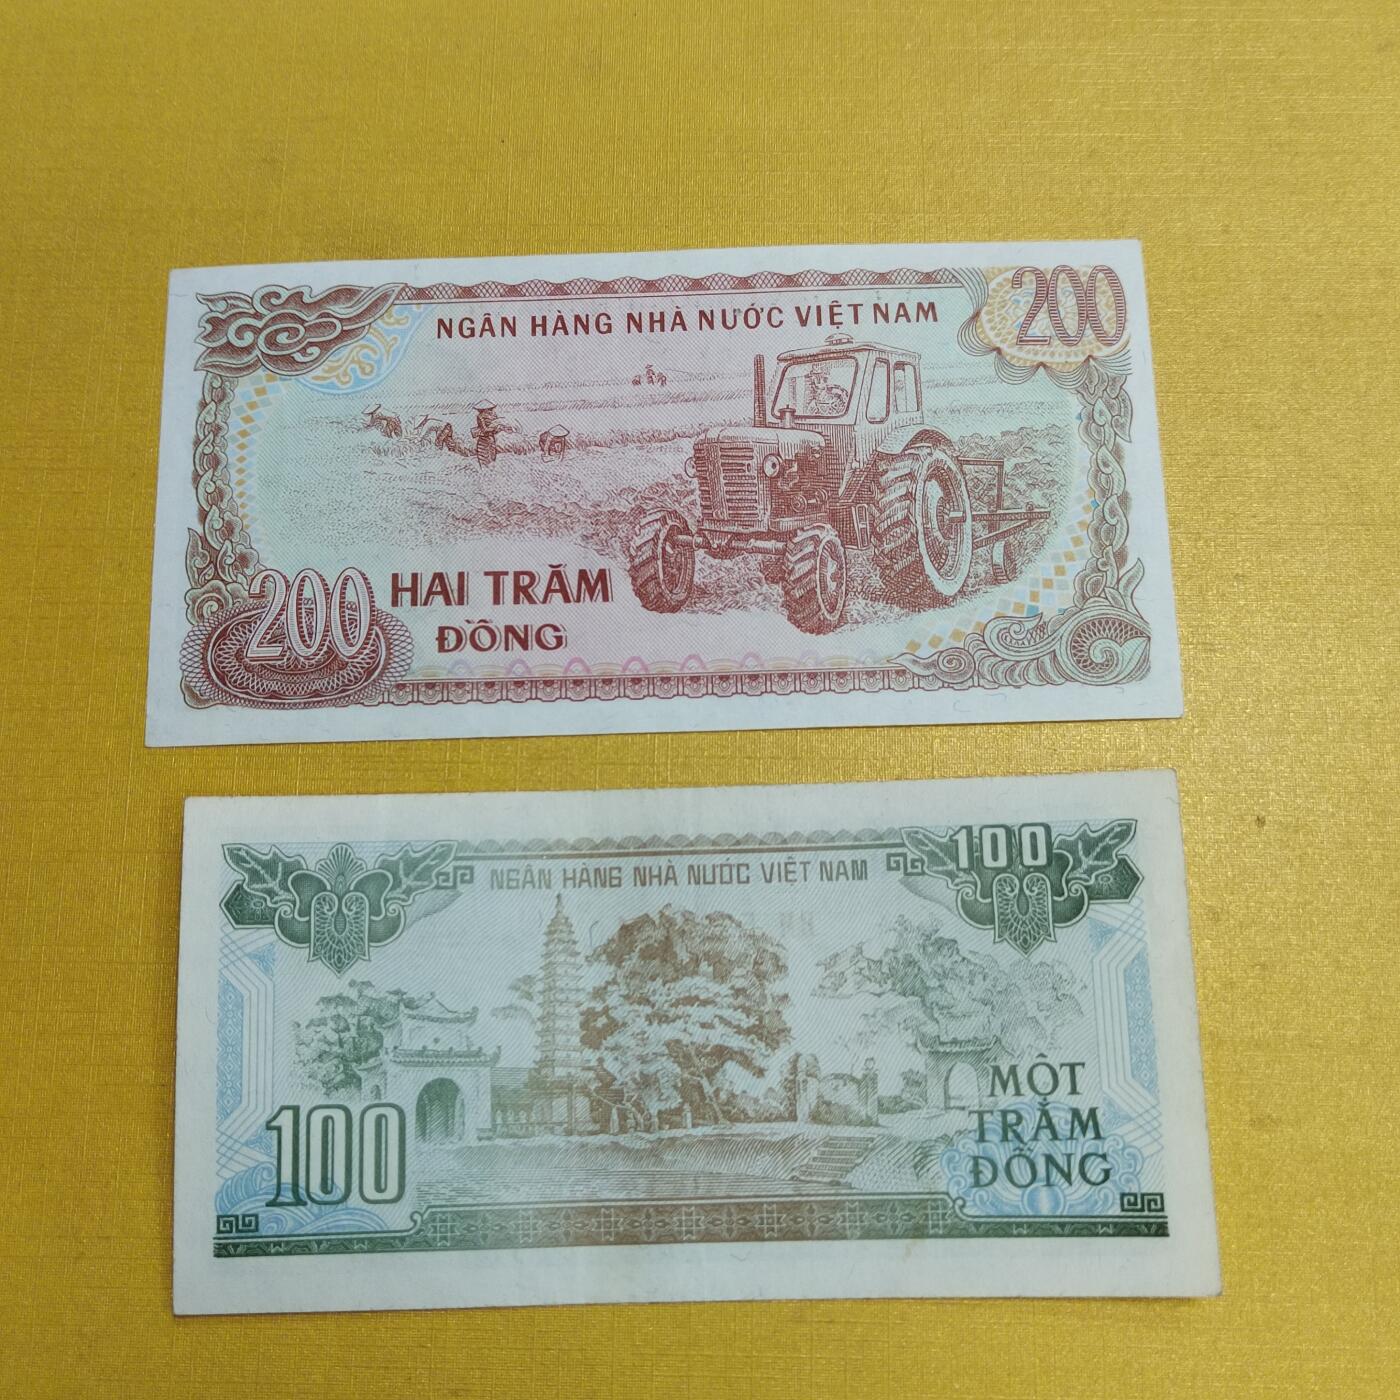 NGÂN HÀNG NHÀ NƯỚC VIỆT NAM
200
200
HAI TRĂM
ĐỒNG
100
NGÂN HÀNG NHÀ NƯỚC VIỆT NAM
100
MỘT
TRĂM
ĐỒNG